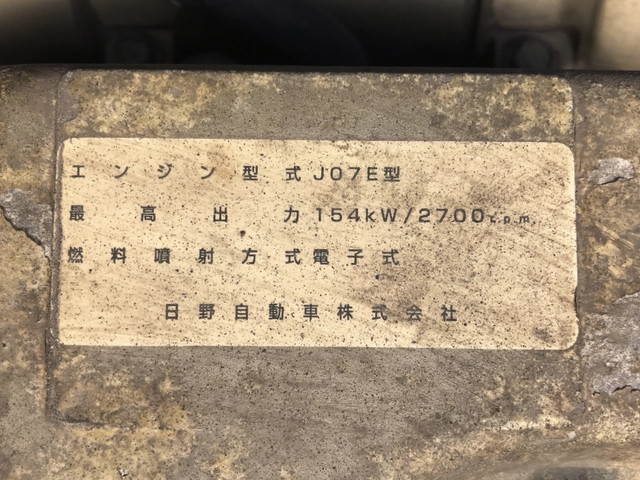 エンジン型式J07E型
最高出力154kW/2700r.p.m.
燃料噴射方式電子式
日野自動車株式会社